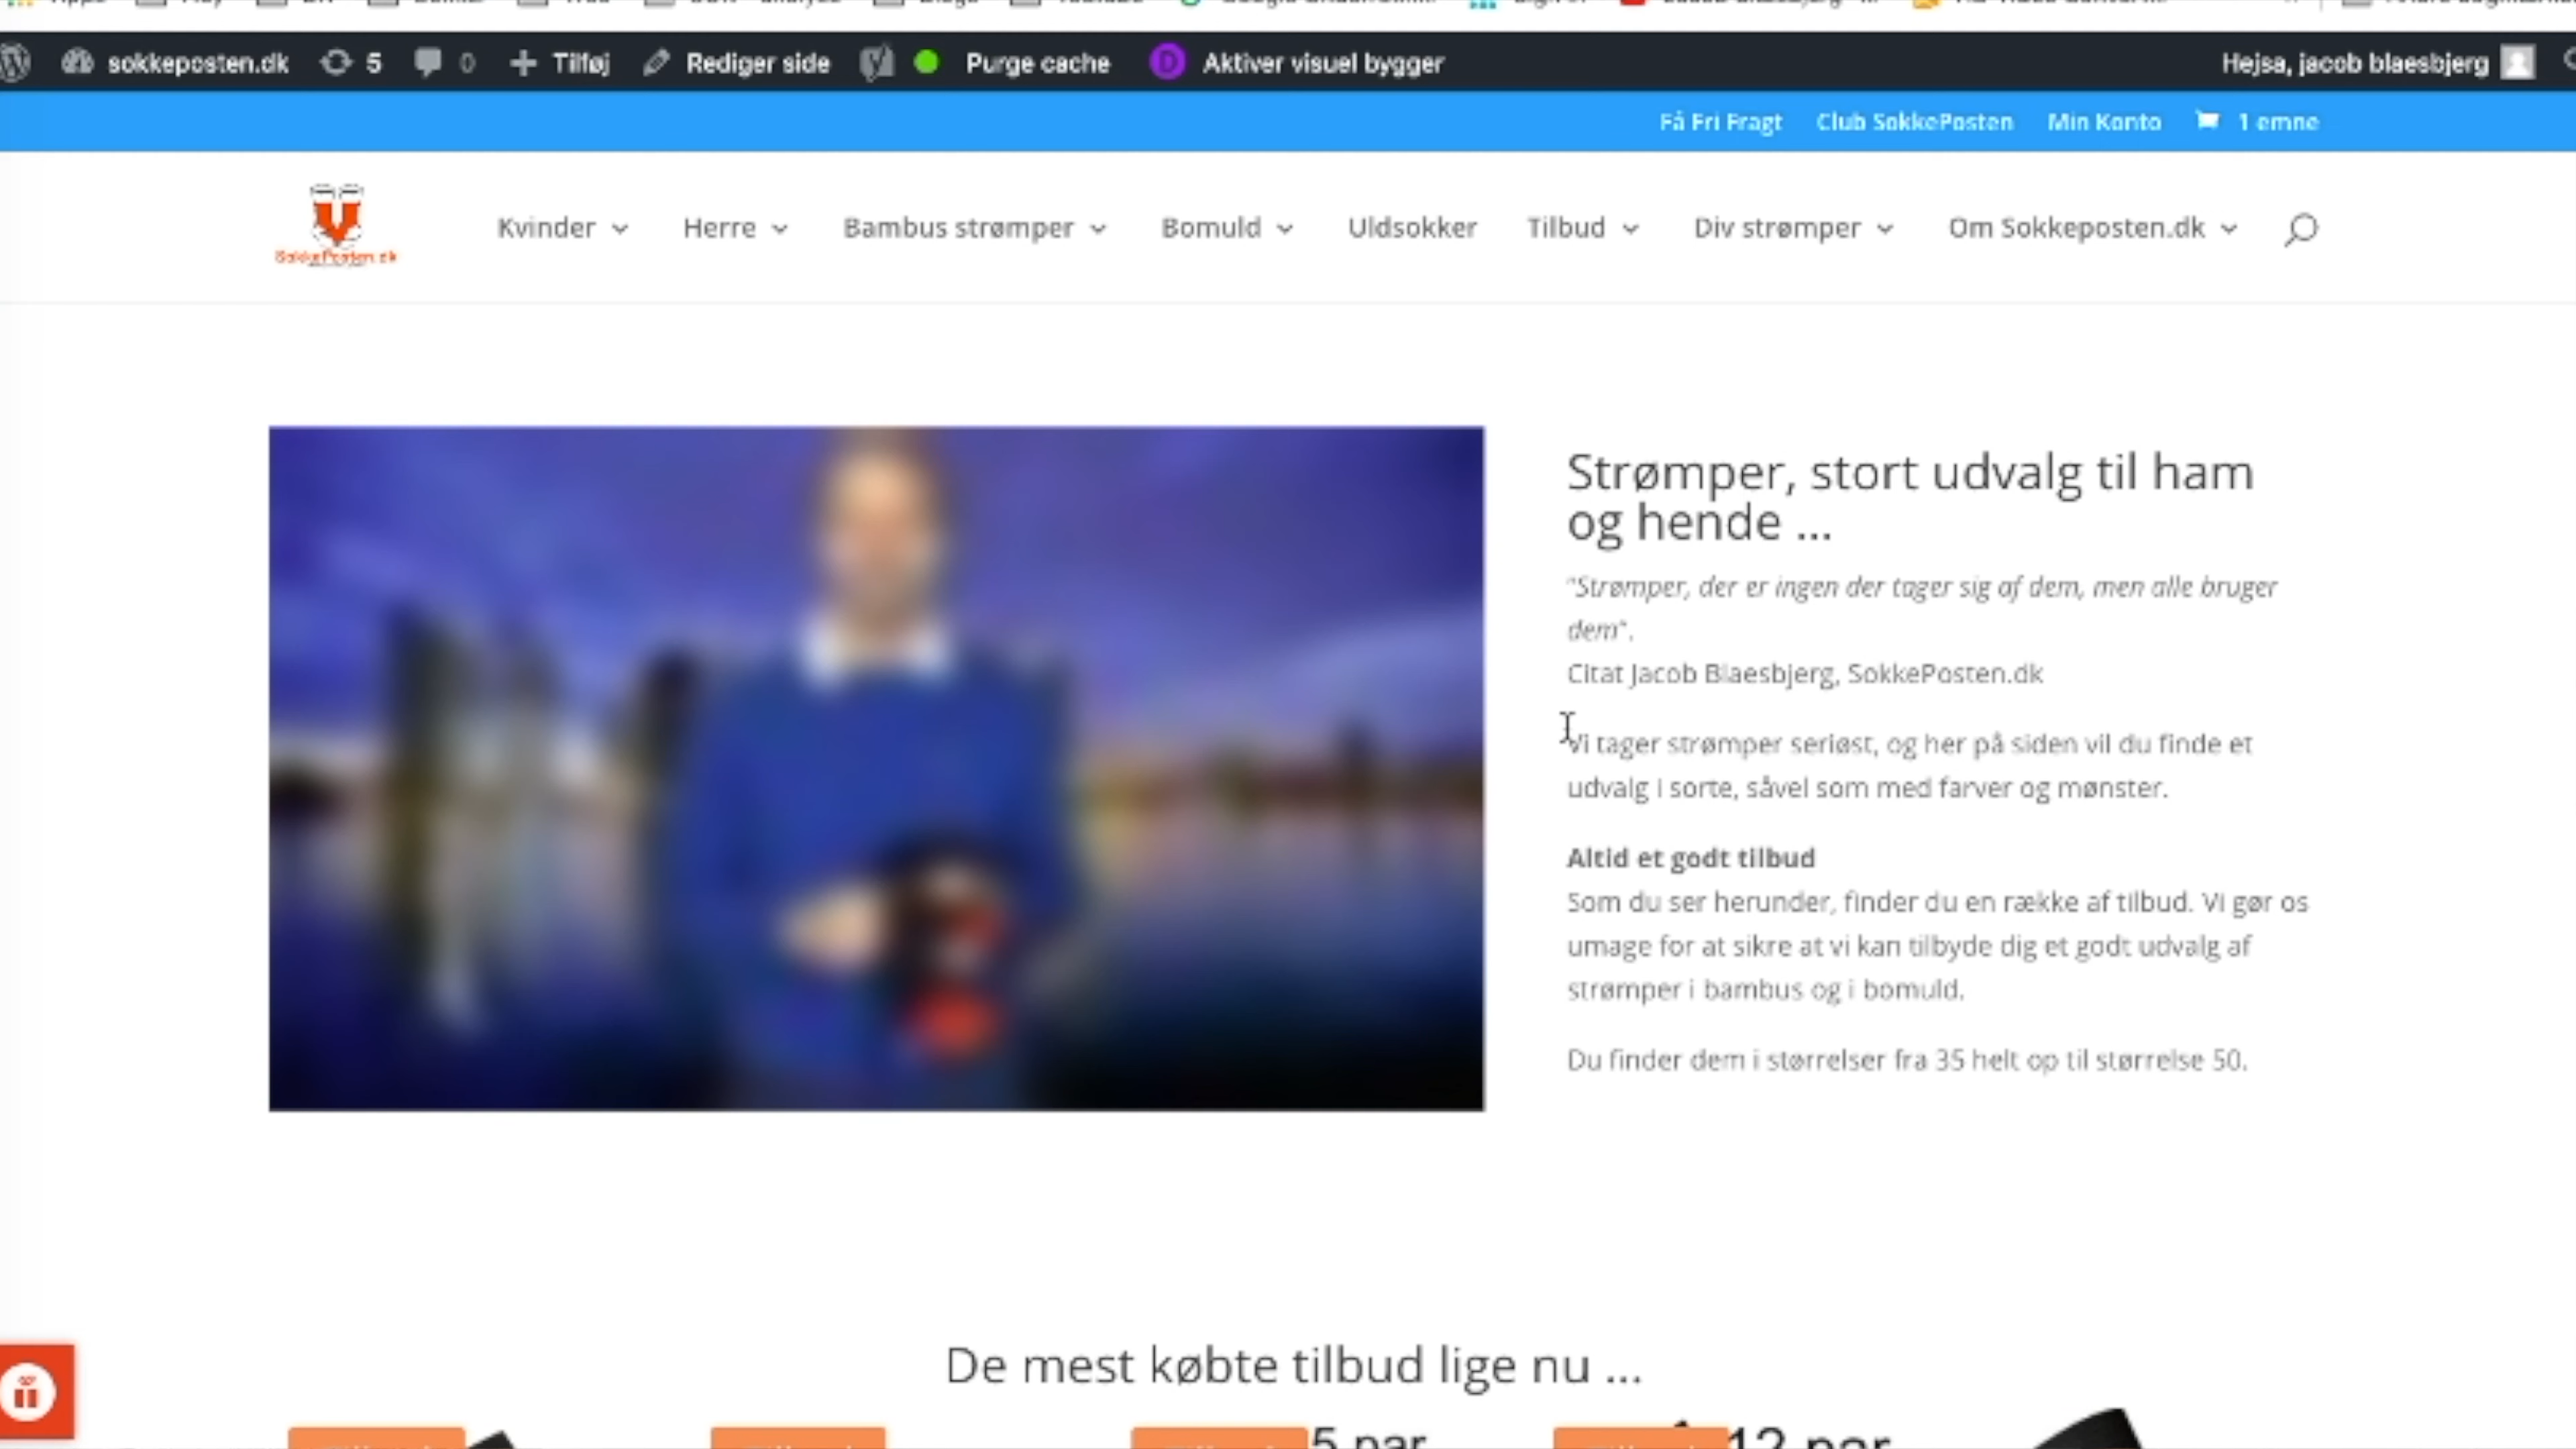 sokkeposten.dk 5 0 Tilføj Rediger side Purge cache Aktiver visuel bygger Hejsa, jacob blaesbjerg
Få Fri Fragt Club SokkePosten Min Konto 1 emne
SokkePosten.dk
Kvinder Herre Bambus strømper Bomuld Uldsokker Tilbud Div strømper Om Sokkeposten.dk
Strømper, stort udvalg til ham
og hende ...
"Strømper, der er ingen der tager sig af dem, men alle bruger
dem".
Citat Jacob Blaesbjerg, SokkePosten.dk
Vi tager strømper seriøst, og her på siden vil du finde et
udvalg i sorte, såvel som med farver og mønster.
Altid et godt tilbud
Som du ser herunder, finder du en række af tilbud. Vi gør os
umage for at sikre at vi kan tilbyde dig et godt udvalg af
strømper i bambus og i bomuld.
Du finder dem i størrelser fra 35 helt op til størrelse 50.
De mest købte tilbud lige nu ...
5 par
12 par